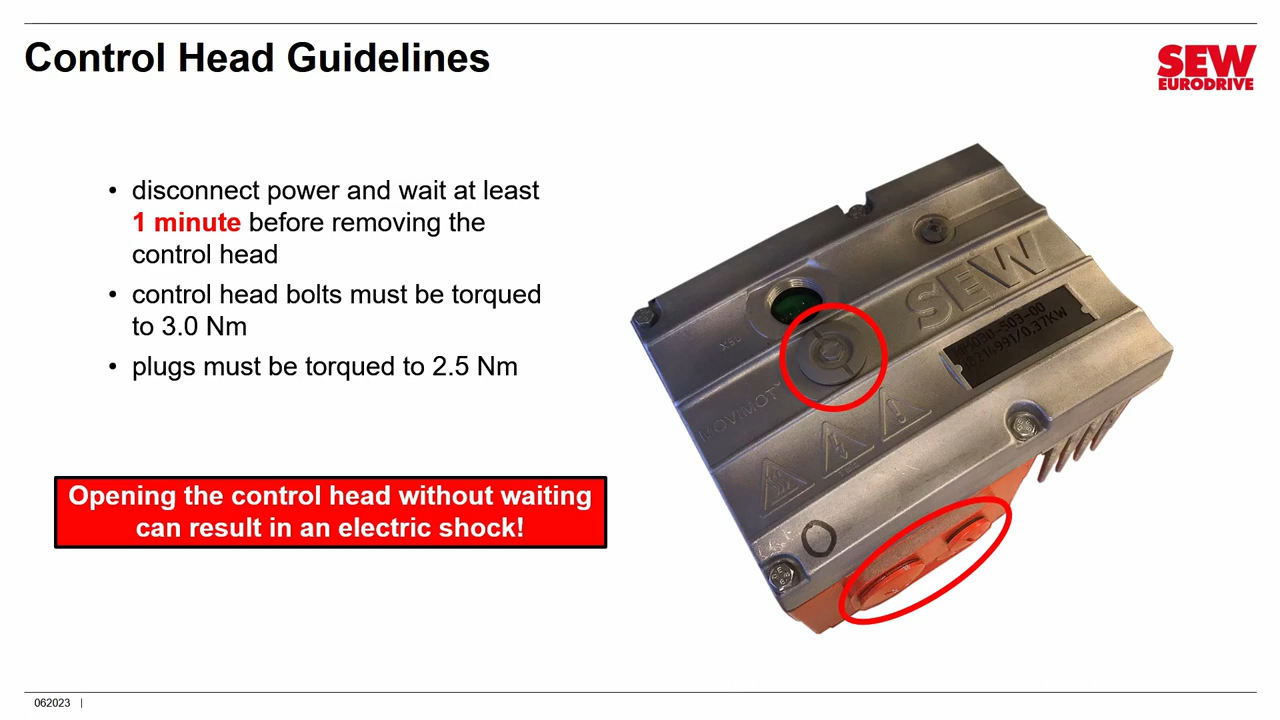 Control Head Guidelines
SEW
EURODRIVE
• disconnect power and wait at least
1 minute before removing the
control head
• control head bolts must be torqued
to 3.0 Nm
• plugs must be torqued to 2.5 Nm
Opening the control head without waiting
can result in an electric shock!
SEW
X50
MOVIMOT
062023 |